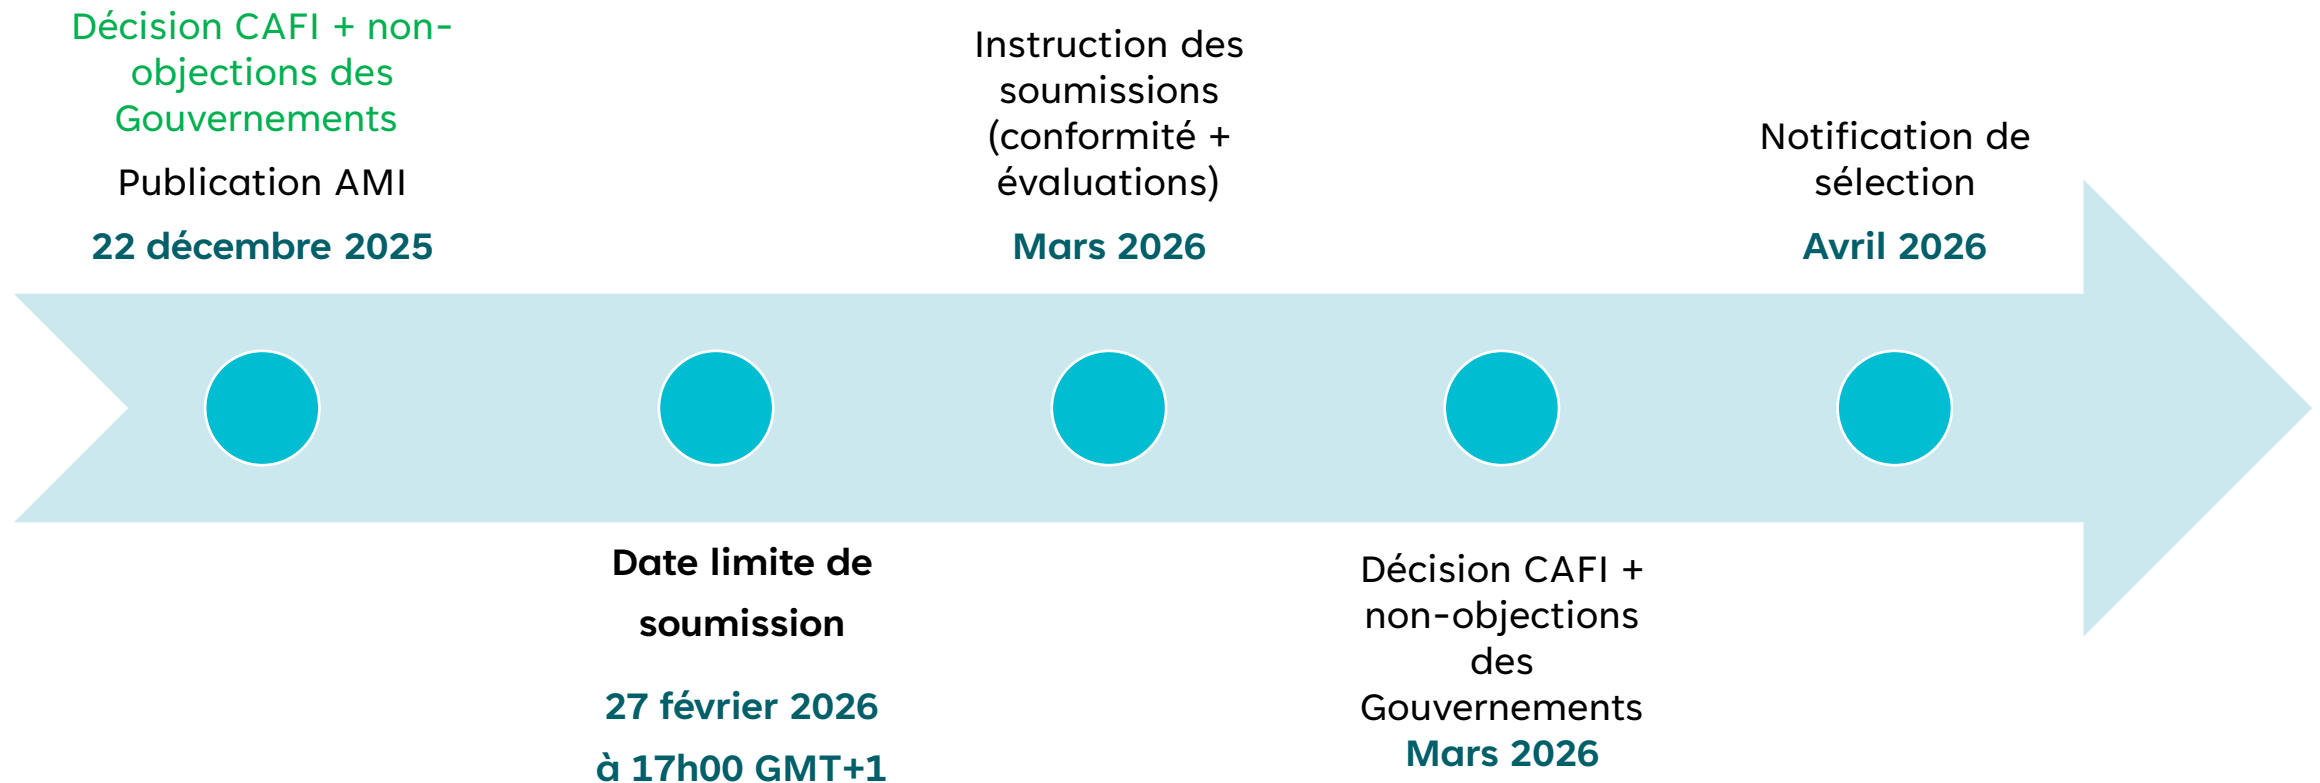 Décision CAFI + non-
objections des
Gouvernements
Publication AMI
22 décembre 2025
Date limite de
soumission
27 février 2026
à 17h00 GMT+1
Instruction des
soumissions
(conformité +
évaluations)
Mars 2026
Décision CAFI +
non-objections
des
Gouvernements
Mars 2026
Notification de
sélection
Avril 2026